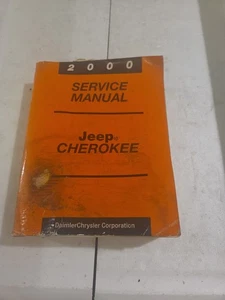 2000
SERVICE
MANUAL
Jeep
CHEROKEE
DaimlerChrysler Corporation